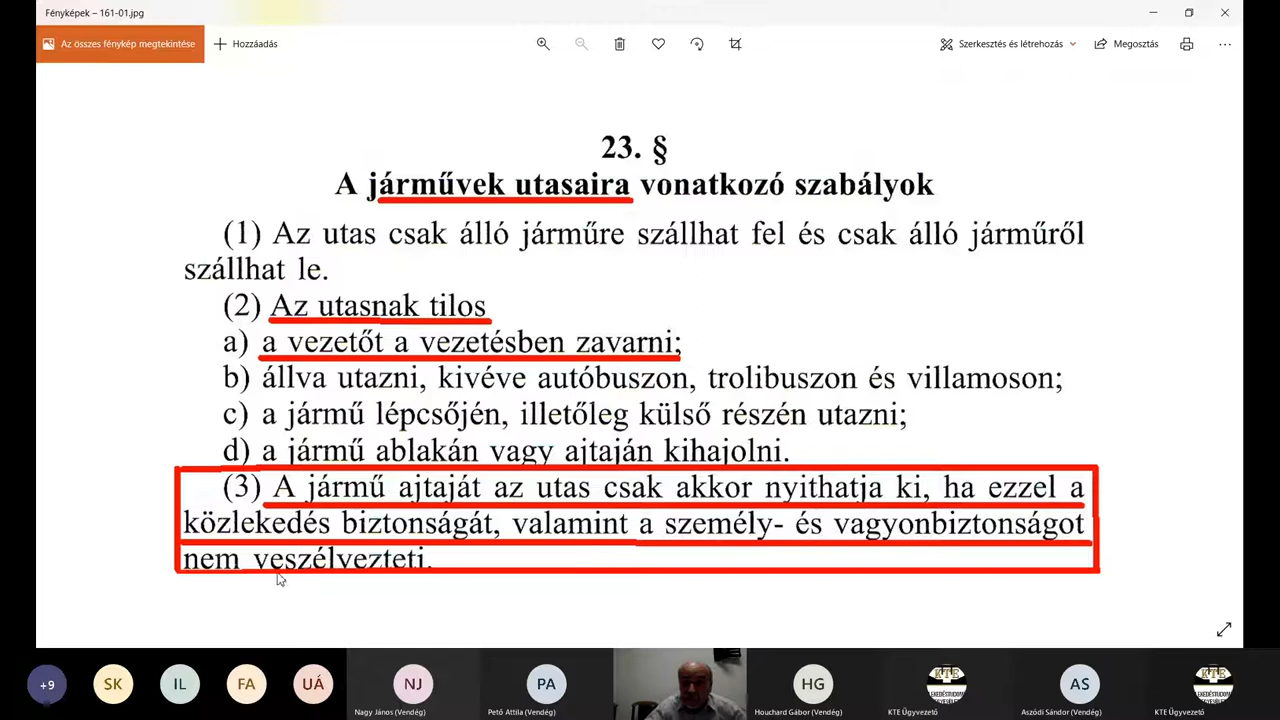 Fényképek – 161-01.jpg
Az összes fénykép megtekintése
Hozzáadás
Szerkesztés és létrehozás
Megosztás
23. §
A járművek utasaira vonatkozó szabályok
(1) Az utas csak álló járműre szállhat fel és csak álló járműről
szállhat le.
(2) Az utasnak tilos
a) a vezetőt a vezetésben zavarni;
b) állva utazni, kivéve autóbuszon, trolibuszon és villamoson;
c) a jármű lépcsőjén, illetőleg külső részén utazni;
d) a jármű ablakán vagy ajtaján kihajolni.
(3) A jármű ajtaját az utas csak akkor nyithatja ki, ha ezzel a
közlekedés biztonságát, valamint a személy- és vagyonbiztonságot
nem veszélyezteti.
+9
SK
IL
FA
UÁ
NJ
Nagy János (Vendég)
PA
Pető Attila (Vendég)
HG
Houchard Gábor (Vendég)
KTE
KTE Ügyvezető
AS
Aszódi Sándor (Vendég)
KTE
KTE Ügyvezető